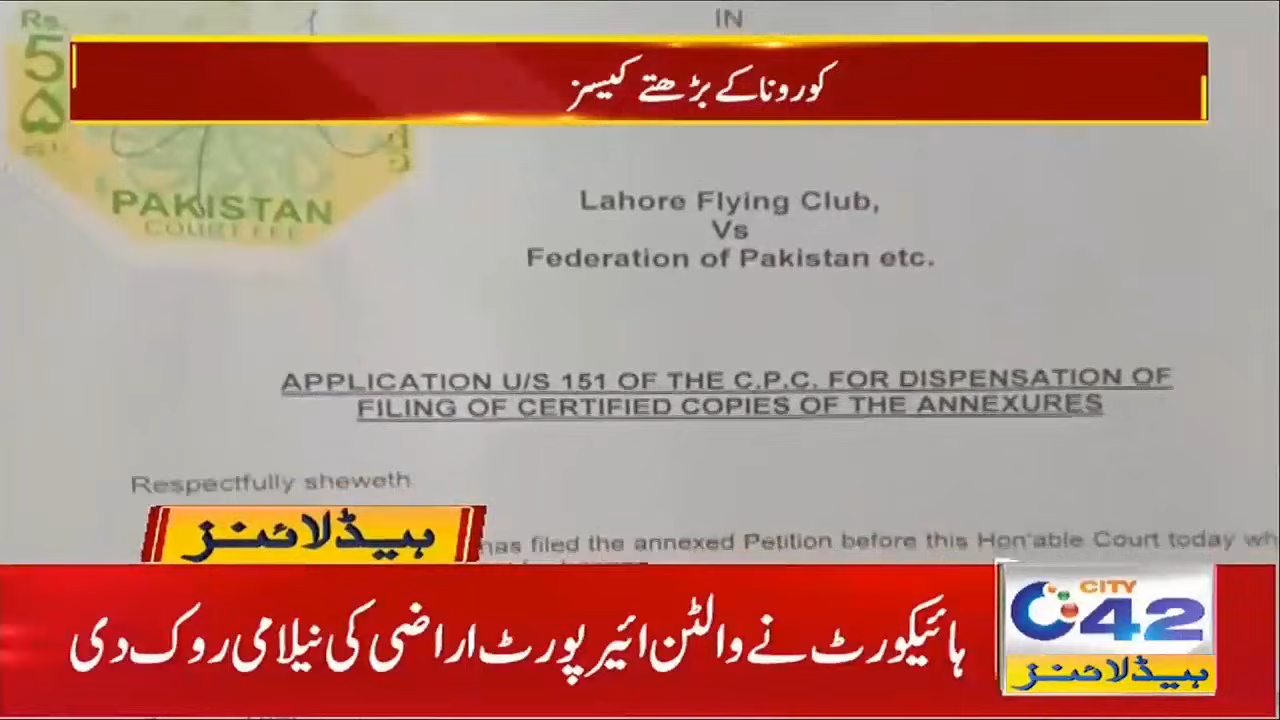 Rs.
5
۵
IN
کورونا کے بڑھتے کیسز
PAKISTAN
COURT FEE
Lahore Flying Club,
Vs
Federation of Pakistan etc.
APPLICATION U/S 151 OF THE C.P.C. FOR DISPENSATION OF
FILING OF CERTIFIED COPIES OF THE ANNEXURES
Respectfully sheweth
ہیڈلائنز
has filed the annexed Petition before this Hon'able Court today
ہائیکورٹ نے والٹن ائیرپورٹ اراضی کی نیلامی روک دی
CITY
42
ہیڈلائنز